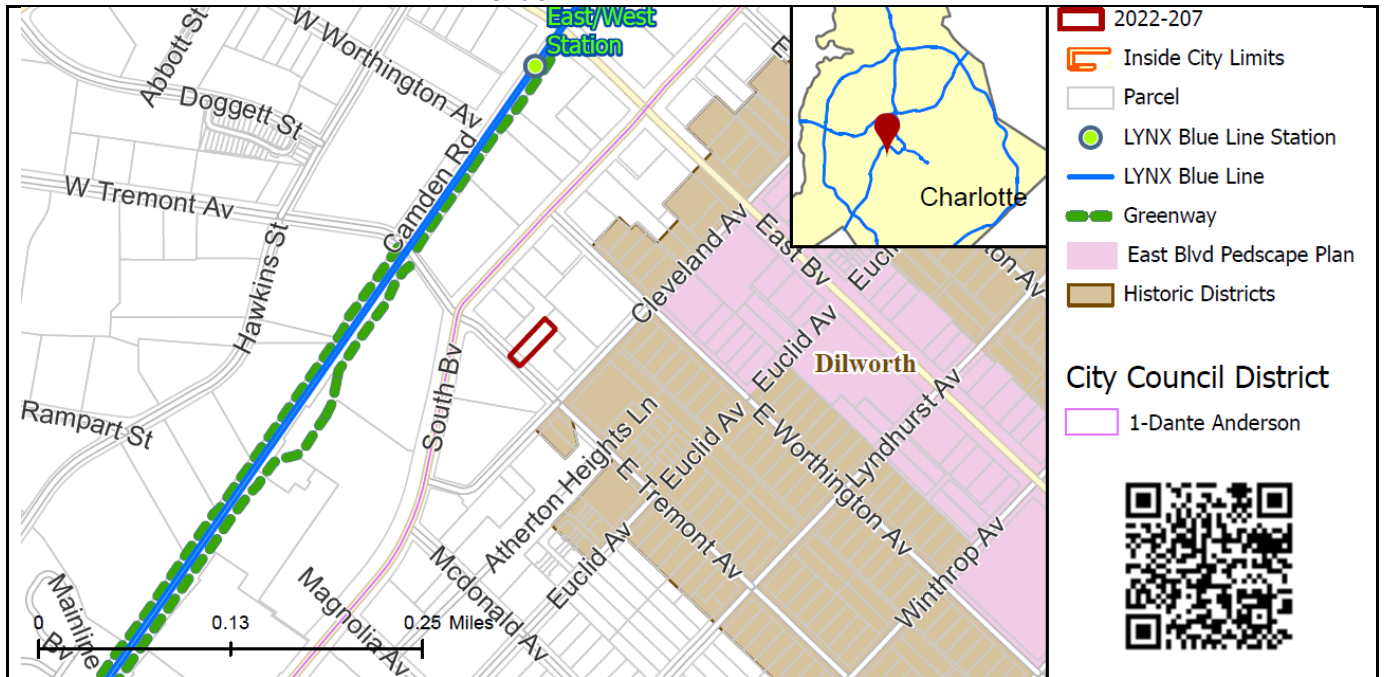 East/West
Station
W Worthington Av
Abbott St
Doggett St
Camden Rd
W Tremont Av
Hawkins St
Rampart St
South Bv
Cleveland Av
East Bv
Euclid Av
Dilworth
Atherton Heights Ln
Euclid Av
E Worthington Av
Lyndhurst Av
E Tremont Av
Euclid Av
Winthrop Av
Mcdonald Av
Magnolia Av
Mainline
Bv
0 0.13 0.25 Miles
Charlotte
2022-207
Inside City Limits
Parcel
LYNX Blue Line Station
LYNX Blue Line
Greenway
East Blvd Pedscape Plan
Historic Districts
City Council District
1-Dante Anderson